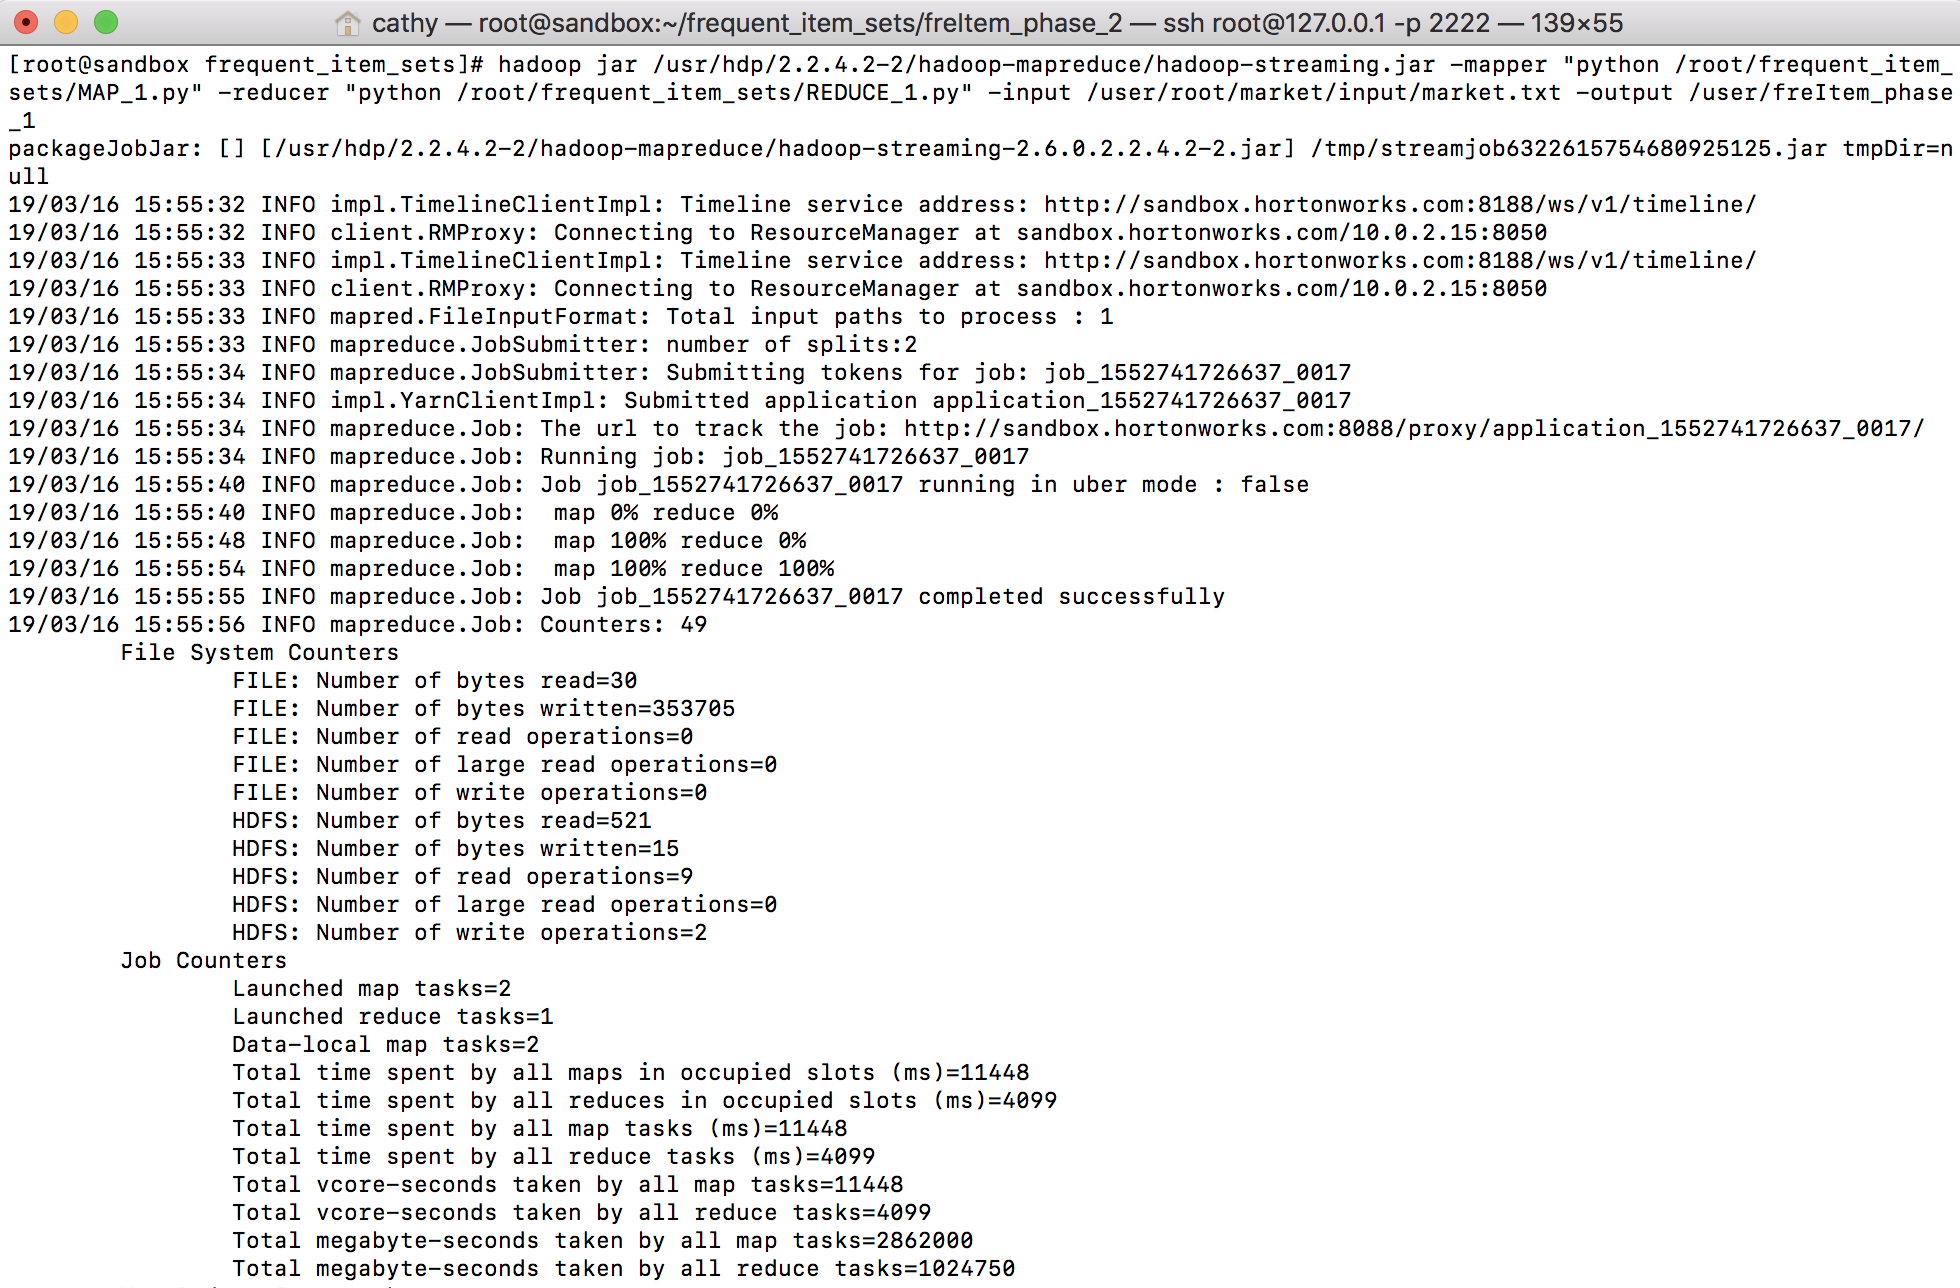 cathy — root@sandbox:~/frequent_item_sets/freItem_phase_2 — ssh root@127.0.0.1 -p 2222 — 139×55
[root@sandbox frequent_item_sets]# hadoop jar /usr/hdp/2.2.4.2-2/hadoop-mapreduce/hadoop-streaming.jar -mapper "python /root/frequent_item_
sets/MAP_1.py" -reducer "python /root/frequent_item_sets/REDUCE_1.py" -input /user/root/market/input/market.txt -output /user/freItem_phase
_1
packageJobJar: [] [/usr/hdp/2.2.4.2-2/hadoop-mapreduce/hadoop-streaming-2.6.0.2.2.4.2-2.jar] /tmp/streamjob6322615754680925125.jar tmpDir=n
ull
19/03/16 15:55:32 INFO impl.TimelineClientImpl: Timeline service address: http://sandbox.hortonworks.com:8188/ws/v1/timeline/
19/03/16 15:55:32 INFO client.RMProxy: Connecting to ResourceManager at sandbox.hortonworks.com/10.0.2.15:8050
19/03/16 15:55:33 INFO impl.TimelineClientImpl: Timeline service address: http://sandbox.hortonworks.com:8188/ws/v1/timeline/
19/03/16 15:55:33 INFO client.RMProxy: Connecting to ResourceManager at sandbox.hortonworks.com/10.0.2.15:8050
19/03/16 15:55:33 INFO mapred.FileInputFormat: Total input paths to process : 1
19/03/16 15:55:33 INFO mapreduce.JobSubmitter: number of splits:2
19/03/16 15:55:34 INFO mapreduce.JobSubmitter: Submitting tokens for job: job_1552741726637_0017
19/03/16 15:55:34 INFO impl.YarnClientImpl: Submitted application application_1552741726637_0017
19/03/16 15:55:34 INFO mapreduce.Job: The url to track the job: http://sandbox.hortonworks.com:8088/proxy/application_1552741726637_0017/
19/03/16 15:55:34 INFO mapreduce.Job: Running job: job_1552741726637_0017
19/03/16 15:55:40 INFO mapreduce.Job: Job job_1552741726637_0017 running in uber mode : false
19/03/16 15:55:40 INFO mapreduce.Job:  map 0% reduce 0%
19/03/16 15:55:48 INFO mapreduce.Job:  map 100% reduce 0%
19/03/16 15:55:54 INFO mapreduce.Job:  map 100% reduce 100%
19/03/16 15:55:55 INFO mapreduce.Job: Job job_1552741726637_0017 completed successfully
19/03/16 15:55:56 INFO mapreduce.Job: Counters: 49
File System Counters
FILE: Number of bytes read=30
FILE: Number of bytes written=353705
FILE: Number of read operations=0
FILE: Number of large read operations=0
FILE: Number of write operations=0
HDFS: Number of bytes read=521
HDFS: Number of bytes written=15
HDFS: Number of read operations=9
HDFS: Number of large read operations=0
HDFS: Number of write operations=2
Job Counters
Launched map tasks=2
Launched reduce tasks=1
Data-local map tasks=2
Total time spent by all maps in occupied slots (ms)=11448
Total time spent by all reduces in occupied slots (ms)=4099
Total time spent by all map tasks (ms)=11448
Total time spent by all reduce tasks (ms)=4099
Total vcore-seconds taken by all map tasks=11448
Total vcore-seconds taken by all reduce tasks=4099
Total megabyte-seconds taken by all map tasks=2862000
Total megabyte-seconds taken by all reduce tasks=1024750